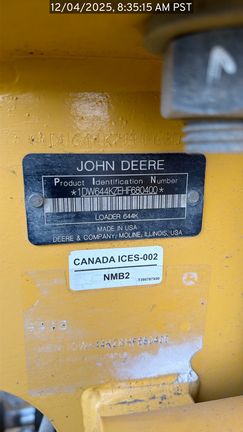 12/04/2025, 8:35:15 AM PST
JOHN DEERE
Product Identification Number
*1DW644KZEHF680400*
LOADER 644K
MADE IN USA
DEERE & COMPANY, MOLINE, ILLINOIS, USA
CANADA ICES-002
NMB2